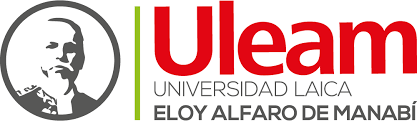 Uleam
UNIVERSIDAD LAICA
ELOY ALFARO DE MANABÍ